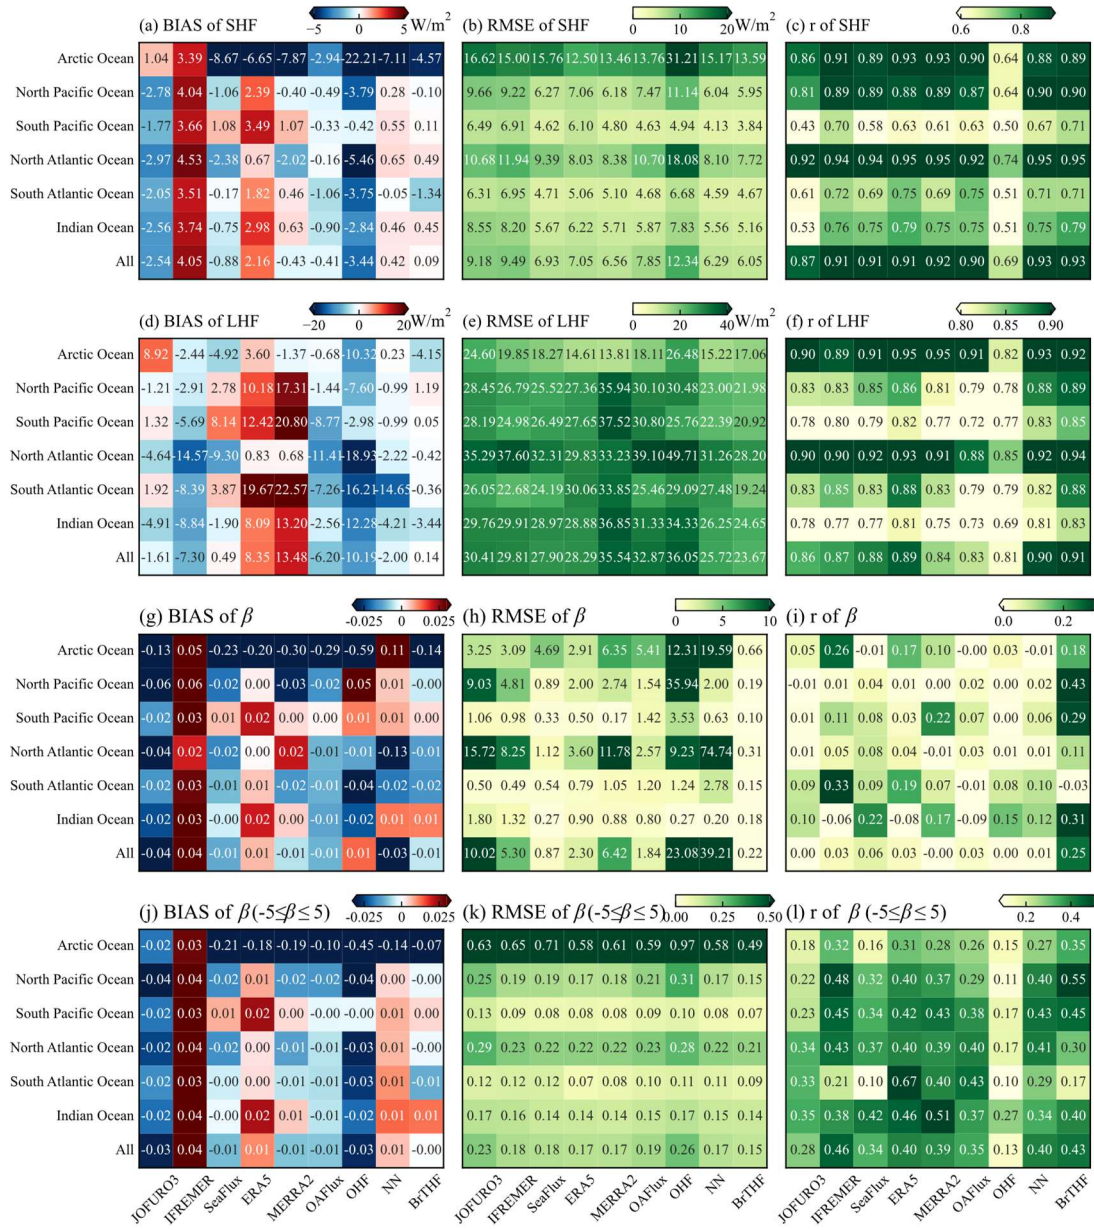 (a) BIAS of SHF
−5 0 5 W/m²
(b) RMSE of SHF
0 10 20 W/m²
(c) r of SHF
0.6 0.8
Arctic Ocean 1.04 3.39 -8.67 -6.65 -7.87 -2.94 -22.21 -7.11 -4.57 16.62 15.00 15.76 12.50 13.46 13.76 31.21 15.17 13.59 0.86 0.91 0.89 0.93 0.93 0.90 0.64 0.88 0.89
North Pacific Ocean -2.78 4.04 -1.06 2.39 -0.40 -0.49 -3.79 0.28 -0.10 9.66 9.22 6.27 7.06 6.18 7.47 11.14 6.04 5.95 0.81 0.89 0.89 0.88 0.89 0.87 0.64 0.90 0.90
South Pacific Ocean -1.77 3.66 1.08 3.49 1.07 -0.33 -0.42 0.55 0.11 6.49 6.91 4.62 6.10 4.80 4.63 4.94 4.13 3.84 0.43 0.70 0.58 0.63 0.61 0.63 0.50 0.67 0.71
North Atlantic Ocean -2.97 4.53 -2.38 0.67 -2.02 -0.16 -5.46 0.65 0.49 10.68 11.94 9.39 8.03 8.38 10.70 18.08 8.10 7.72 0.92 0.94 0.94 0.95 0.95 0.92 0.74 0.95 0.95
South Atlantic Ocean -2.05 3.51 -0.17 1.82 0.46 -1.06 -3.75 -0.05 -1.34 6.31 6.95 4.71 5.06 5.10 4.68 6.68 4.59 4.67 0.61 0.72 0.69 0.75 0.69 0.75 0.51 0.71 0.71
Indian Ocean -2.56 3.74 -0.75 2.98 0.63 -0.90 -2.84 0.46 0.45 8.55 8.20 5.67 6.22 5.71 5.87 7.83 5.56 5.16 0.53 0.76 0.75 0.79 0.75 0.75 0.51 0.75 0.79
All -2.54 4.05 -0.88 2.16 -0.43 -0.41 -3.44 0.42 0.09 9.18 9.49 6.93 7.05 6.56 7.85 12.34 6.29 6.05 0.87 0.91 0.91 0.91 0.92 0.90 0.69 0.93 0.93
(d) BIAS of LHF
−20 0 20 W/m²
(e) RMSE of LHF
0 20 40 W/m²
(f) r of LHF
0.80 0.85 0.90
Arctic Ocean 8.92 -2.44 -4.92 3.60 -1.37 -0.68 -10.32 0.23 -4.15 24.60 19.85 18.27 14.61 13.81 18.11 26.48 15.22 17.06 0.90 0.89 0.91 0.95 0.95 0.91 0.82 0.93 0.92
North Pacific Ocean -1.21 -2.91 2.78 10.18 17.31 -1.44 -7.60 -0.99 1.19 28.45 26.79 25.52 27.36 35.94 30.10 30.48 23.00 21.98 0.83 0.83 0.85 0.86 0.81 0.79 0.78 0.88 0.89
South Pacific Ocean 1.32 -5.69 8.14 12.42 20.80 -8.77 -2.98 -0.99 0.05 28.19 24.98 26.49 27.65 37.52 30.80 25.76 22.39 20.92 0.78 0.80 0.79 0.82 0.77 0.72 0.77 0.83 0.85
North Atlantic Ocean -4.64 -14.57 -9.30 0.83 0.68 -11.41 -18.93 -2.22 -0.42 35.29 37.60 32.31 29.83 33.23 39.10 49.71 31.26 28.20 0.90 0.90 0.92 0.93 0.91 0.88 0.85 0.92 0.94
South Atlantic Ocean 1.92 -8.39 3.87 19.67 22.57 -7.26 -16.21 -14.65 -0.36 26.05 22.68 24.19 30.06 33.85 25.46 29.09 27.48 19.24 0.83 0.85 0.83 0.88 0.83 0.79 0.79 0.82 0.88
Indian Ocean -4.91 -8.84 -1.90 8.09 13.20 -2.56 -12.28 -4.21 -3.44 29.76 29.91 28.97 28.88 36.85 31.33 34.33 26.25 24.65 0.78 0.77 0.77 0.81 0.75 0.73 0.69 0.81 0.83
All -1.61 -7.30 0.49 8.35 13.48 -6.20 -10.19 -2.00 0.14 30.41 29.81 27.90 28.48 35.54 32.87 36.05 25.72 23.67 0.86 0.87 0.88 0.89 0.84 0.83 0.81 0.90 0.91
(g) BIAS of β
-0.025 0 0.025
(h) RMSE of β
0 5 10
(i) r of β
0.0 0.2
Arctic Ocean -0.13 0.05 -0.23 -0.20 -0.30 -0.29 -0.59 0.11 -0.14 3.25 3.09 4.69 2.91 6.35 5.41 12.31 19.59 0.66 0.05 0.26 -0.01 0.17 0.10 -0.00 0.03 -0.01 0.18
North Pacific Ocean -0.06 0.06 -0.02 0.00 -0.03 -0.02 0.05 0.01 -0.00 9.03 4.81 0.89 2.00 2.74 1.54 35.94 2.00 0.19 -0.01 0.01 0.04 0.01 0.00 0.02 0.00 0.02 0.43
South Pacific Ocean -0.02 0.03 0.01 0.02 0.00 0.00 0.01 0.01 0.00 1.06 0.98 0.33 0.50 0.17 1.42 3.53 0.63 0.10 0.01 0.11 0.08 0.03 0.22 0.07 0.00 0.06 0.29
North Atlantic Ocean -0.04 0.02 -0.02 0.00 0.02 -0.01 -0.01 -0.13 -0.01 15.72 8.25 1.12 3.60 11.78 2.57 9.23 74.74 0.31 0.01 0.05 0.08 0.04 -0.01 0.03 0.01 0.01 0.11
South Atlantic Ocean -0.02 0.03 -0.01 0.01 -0.02 -0.01 -0.04 -0.02 -0.02 0.50 0.49 0.54 0.79 1.05 1.20 1.24 2.78 0.15 0.09 0.33 0.09 0.19 0.07 -0.01 0.08 0.10 -0.03
Indian Ocean -0.02 0.03 -0.00 0.02 0.00 -0.01 -0.02 0.01 0.01 1.80 1.32 0.27 0.90 0.88 0.80 0.27 0.20 0.18 0.10 -0.06 0.22 -0.08 0.17 -0.09 0.15 0.12 0.31
All -0.04 0.04 -0.01 0.01 -0.01 -0.01 0.01 -0.03 -0.01 10.02 5.30 0.87 2.30 6.42 1.84 23.08 39.21 0.22 0.00 0.03 0.06 0.03 -0.00 0.03 0.00 0.00 0.25
(j) BIAS of β (-5≤β≤ 5)
-0.025 0 0.025
(k) RMSE of β (-5≤β≤ 5)
0.00 0.25 0.50
(l) r of β (-5≤β≤ 5)
0.2 0.4
Arctic Ocean -0.02 0.03 -0.21 -0.18 -0.19 -0.10 -0.45 -0.14 -0.07 0.63 0.65 0.71 0.58 0.61 0.59 0.97 0.58 0.49 0.18 0.32 0.16 0.31 0.28 0.26 0.15 0.27 0.35
North Pacific Ocean -0.04 0.04 -0.02 0.01 -0.02 -0.02 -0.04 0.00 -0.00 0.25 0.19 0.19 0.17 0.18 0.21 0.31 0.17 0.15 0.22 0.48 0.32 0.40 0.37 0.29 0.11 0.40 0.55
South Pacific Ocean -0.02 0.03 0.01 0.02 0.00 -0.00 -0.00 0.01 0.00 0.13 0.09 0.08 0.08 0.08 0.09 0.10 0.08 0.07 0.23 0.45 0.34 0.42 0.43 0.38 0.17 0.43 0.45
North Atlantic Ocean -0.02 0.04 -0.02 0.00 -0.01 -0.01 -0.03 0.01 -0.00 0.29 0.23 0.22 0.22 0.22 0.23 0.28 0.22 0.21 0.34 0.43 0.37 0.40 0.39 0.40 0.17 0.41 0.30
South Atlantic Ocean -0.02 0.03 -0.00 0.00 -0.01 -0.01 -0.03 0.01 -0.01 0.12 0.12 0.12 0.07 0.08 0.10 0.11 0.11 0.09 0.33 0.21 0.10 0.67 0.40 0.43 0.10 0.29 0.17
Indian Ocean -0.02 0.04 -0.00 0.02 0.01 -0.01 -0.02 0.01 0.01 0.17 0.16 0.14 0.14 0.14 0.15 0.17 0.15 0.14 0.35 0.38 0.42 0.46 0.51 0.37 0.27 0.34 0.40
All -0.03 0.04 -0.01 0.01 -0.01 -0.01 -0.03 0.01 -0.00 0.23 0.18 0.18 0.17 0.17 0.19 0.26 0.17 0.15 0.28 0.46 0.34 0.40 0.39 0.35 0.13 0.40 0.43
JOFURO3 IFREMER SeaFlux ERA5 MERRA2 OAFlux OHF NN BrTHF JOFURO3 IFREMER SeaFlux ERA5 MERRA2 OAFlux OHF NN BrTHF JOFURO3 IFREMER SeaFlux ERA5 MERRA2 OAFlux OHF NN BrTHF